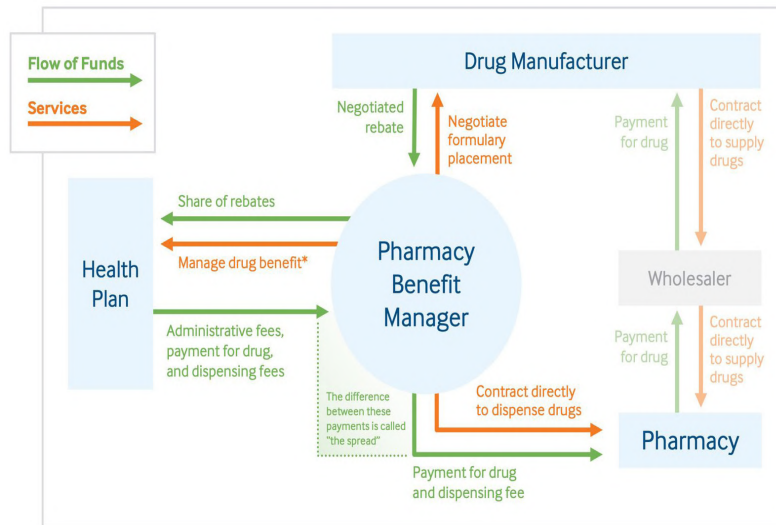 Flow of Funds
Services
Drug Manufacturer
Negotiated
rebate
Negotiate
formulary
placement
Payment
for drug
Contract
directly
to supply
drugs
Share of rebates
Manage drug benefit*
Health
Plan
Pharmacy
Benefit
Manager
Wholesaler
Administrative fees,
payment for drug,
and dispensing fees
The difference
between these
payments is called
"the spread"
Contract directly
to dispense drugs
Payment
for drug
Contract
directly
to supply
drugs
Pharmacy
Payment for drug
and dispensing fee